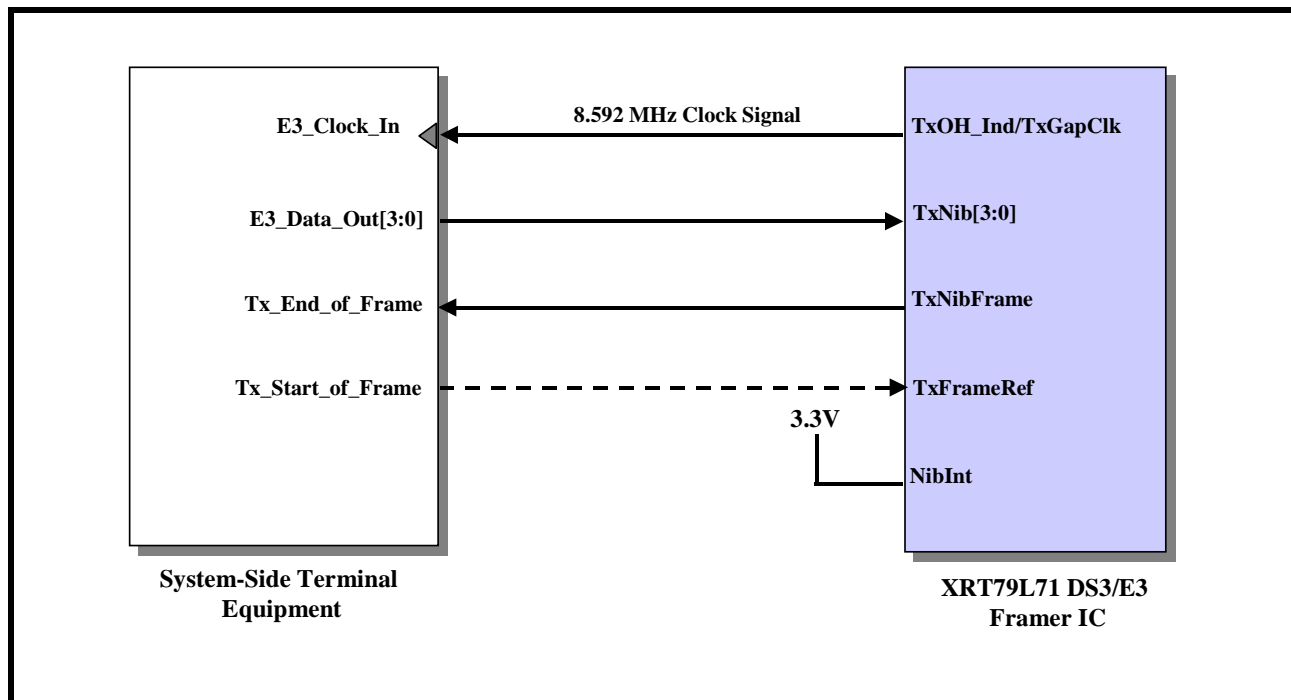 E3_Clock_In
8.592 MHz Clock Signal
TxOH_Ind/TxGapClk
E3_Data_Out[3:0]
TxNib[3:0]
Tx_End_of_Frame
TxNibFrame
Tx_Start_of_Frame
TxFrameRef
3.3V
NibInt
System-Side Terminal
Equipment
XRT79L71 DS3/E3
Framer IC